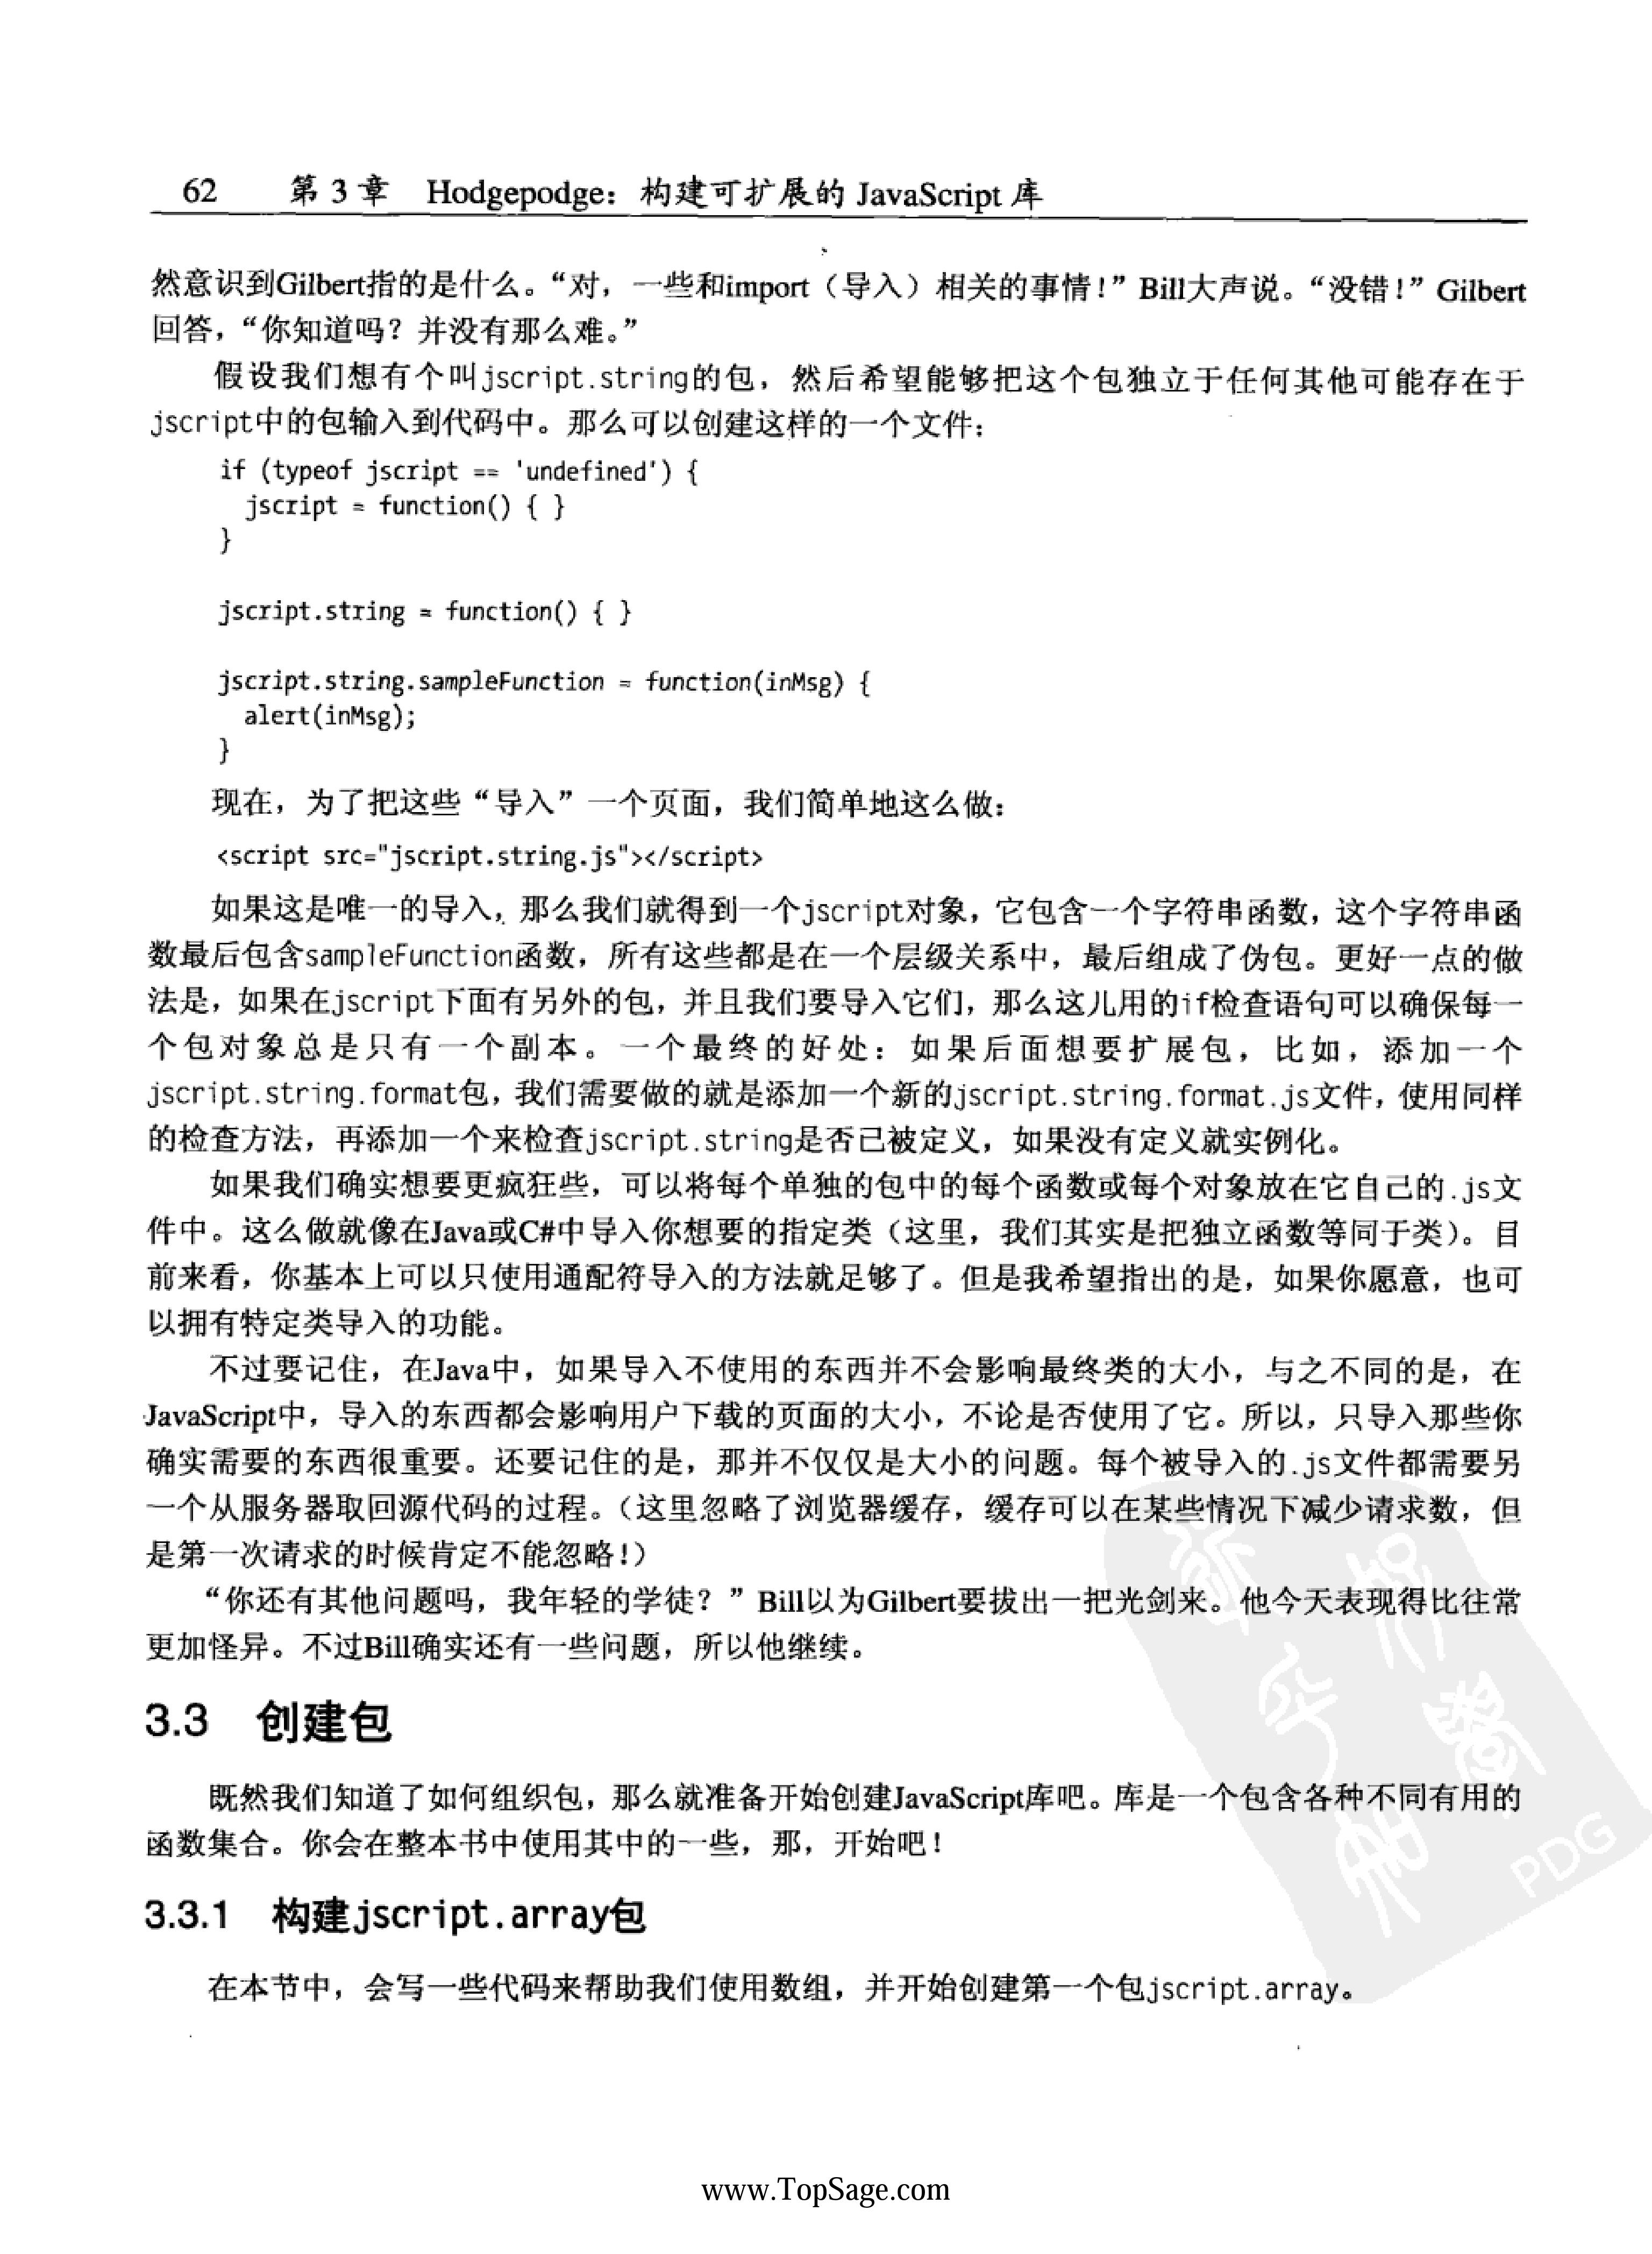 62 第 3 章 Hodgepodge：构建可扩展的 JavaScript 库
然意识到Gilbert指的是什么。“对，一些和import（导入）相关的事情！”Bill大声说。“没错！”Gilbert
回答，“你知道吗？并没有那么难。”
假设我们想有个叫jscript.string的包，然后希望能够把这个包独立于任何其他可能存在于
jscript中的包输入到代码中。那么可以创建这样的一个文件：
if (typeof jscript == 'undefined') {
jscript = function() { }
}
jscript.string = function() { }
jscript.string.sampleFunction = function(inMsg) {
alert(inMsg);
}
现在，为了把这些“导入”一个页面，我们简单地这么做：
<script src="jscript.string.js"></script>
如果这是唯一的导入，那么我们就得到一个jscript对象，它包含一个字符串函数，这个字符串函
数最后包含sampleFunction函数，所有这些都是在一个层级关系中，最后组成了伪包。更好一点的做
法是，如果在jscript下面有另外的包，并且我们要导入它们，那么这儿用的if检查语句可以确保每一
个包对象总是只有一个副本。一个最终的好处：如果后面想要扩展包，比如，添加一个
jscript.string.format包，我们需要做的就是添加一个新的jscript.string.format.js文件，使用同样
的检查方法，再添加一个来检查jscript.string是否已被定义，如果没有定义就实例化。
如果我们确实想要更疯狂些，可以将每个单独的包中的每个函数或每个对象放在它自己的.js文
件中。这么做就像在Java或C#中导入你想要的指定类（这里，我们其实是把独立函数等同于类）。目
前来看，你基本上可以只使用通配符导入的方法就足够了。但是我希望指出的是，如果你愿意，也可
以拥有特定类导入的功能。
不过要记住，在Java中，如果导入不使用的东西并不会影响最终类的大小，与之不同的是，在
JavaScript中，导入的东西都会影响用户下载的页面的大小，不论是否使用了它。所以，只导入那些你
确实需要的东西很重要。还要记住的是，那并不仅仅是大小的问题。每个被导入的.js文件都需要另
一个从服务器取回源代码的过程。（这里忽略了浏览器缓存，缓存可以在某些情况下减少请求数，但
是第一次请求的时候肯定不能忽略！）
“你还有其他问题吗，我年轻的学徒？”Bill以为Gilbert要拔出一把光剑来。他今天表现得比往常
更加怪异。不过Bill确实还有一些问题，所以他继续。
3.3 创建包
既然我们知道了如何组织包，那么就准备开始创建JavaScript库吧。库是一个包含各种不同有用的
函数集合。你会在整本书中使用其中的一些，那，开始吧！
PDG
3.3.1 构建jscript.array包
在本节中，会写一些代码来帮助我们使用数组，并开始创建第一个包jscript.array。
www.TopSage.com